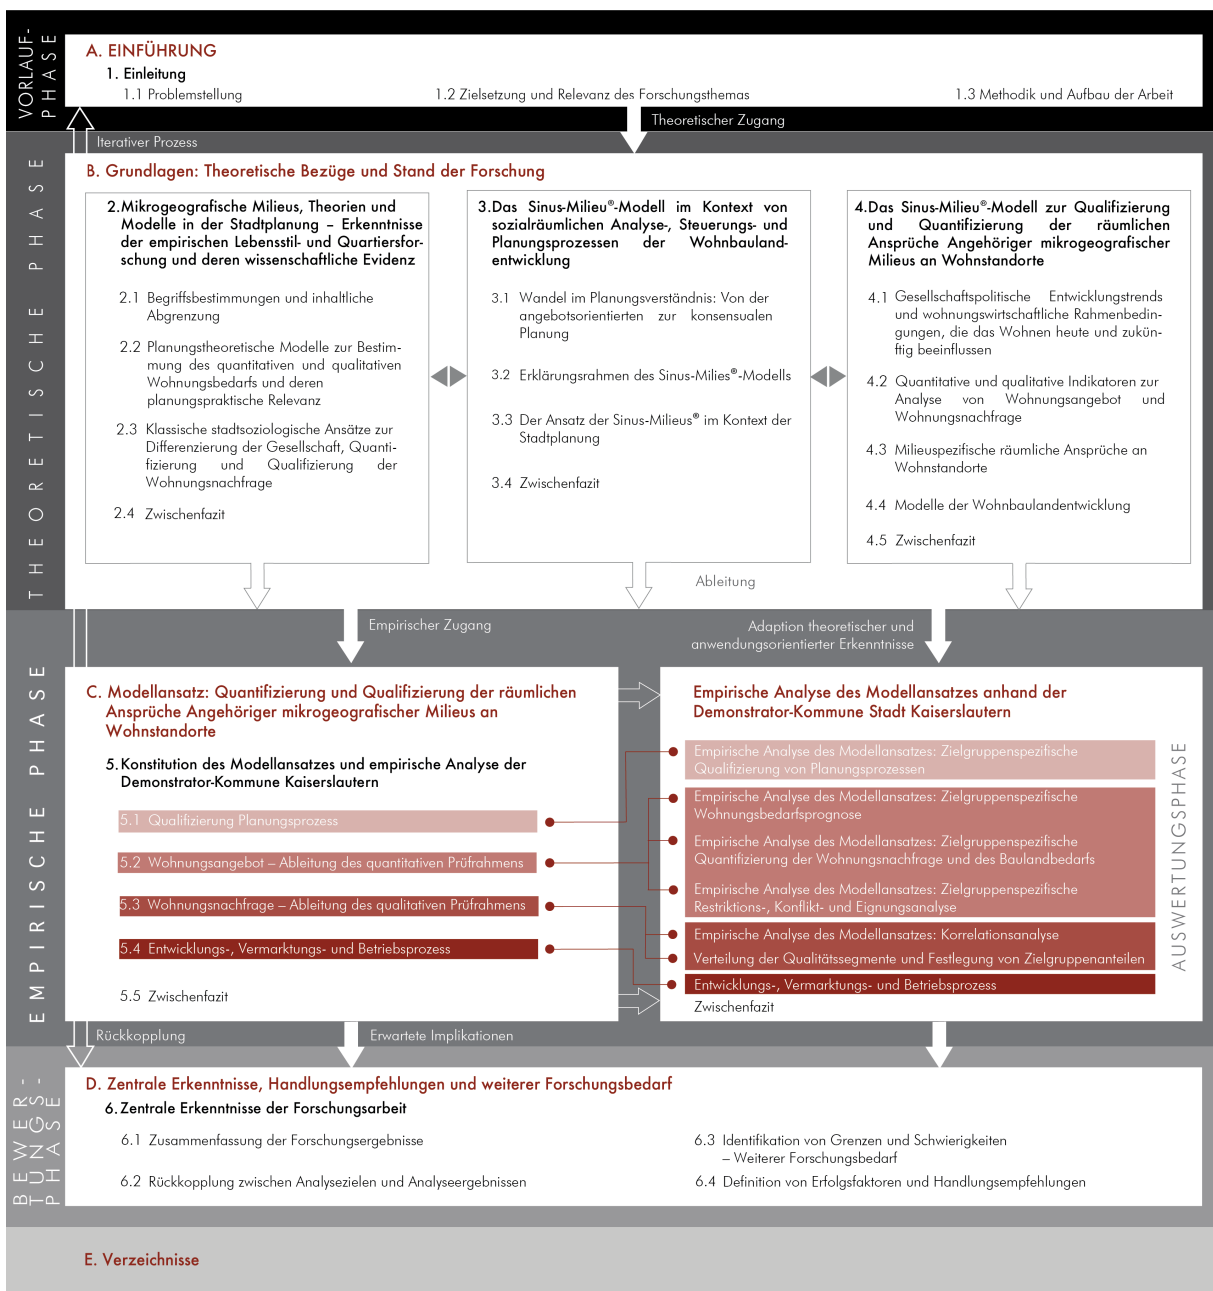 VORLAUF-
PHASE
A. EINFÜHRUNG
1. Einleitung
1.1 Problemstellung
1.2 Zielsetzung und Relevanz des Forschungsthemas
1.3 Methodik und Aufbau der Arbeit
Theoretischer Zugang
Iterativer Prozess
THEORETISCHE PHASE
B. Grundlagen: Theoretische Bezüge und Stand der Forschung
2.Mikrogeografische Milieus, Theorien und
Modelle in der Stadtplanung – Erkenntnisse
der empirischen Lebensstil- und Quartiersfor-
schung und deren wissenschaftliche Evidenz
2.1 Begriffsbestimmungen und inhaltliche
Abgrenzung
2.2 Planungstheoretische Modelle zur Bestim-
mung des quantitativen und qualitativen
Wohnungsbedarfs und deren
planungspraktische Relevanz
2.3 Klassische stadtsoziologische Ansätze zur
Differenzierung der Gesellschaft, Quanti-
fizierung und Qualifizierung der
Wohnungsnachfrage
2.4 Zwischenfazit
3.Das Sinus-Milieu®-Modell im Kontext von
sozialräumlichen Analyse-, Steuerungs- und
Planungsprozessen der Wohnbauland-
entwicklung
3.1 Wandel im Planungsverständnis: Von der
angebotsorientierten zur konsensualen
Planung
3.2 Erklärungsrahmen des Sinus-Milies®-Modells
3.3 Der Ansatz der Sinus-Milieus® im Kontext der
Stadtplanung
3.4 Zwischenfazit
4.Das Sinus-Milieu®-Modell zur Qualifizierung
und Quantifizierung der räumlichen
Ansprüche Angehöriger mikrogeografischer
Milieus an Wohnstandorte
4.1 Gesellschaftspolitische Entwicklungstrends
und wohnungswirtschaftliche Rahmenbedin-
gungen, die das Wohnen heute und zukün-
ftig beeinflussen
4.2 Quantitative und qualitative Indikatoren zur
Analyse von Wohnungsangebot und
Wohnungsnachfrage
4.3 Milieuspezifische räumliche Ansprüche an
Wohnstandorte
4.4 Modelle der Wohnbaulandentwicklung
4.5 Zwischenfazit
Ableitung
Empirischer Zugang
Adaption theoretischer und
anwendungsorientierter Erkenntnisse
EMPIRISCHE PHASE
C. Modellansatz: Quantifizierung und Qualifizierung der räumlichen
Ansprüche Angehöriger mikrogeografischer Milieus an
Wohnstandorte
5.Konstitution des Modellansatzes und empirische Analyse der
Demonstrator-Kommune Kaiserslautern
5.1 Qualifizierung Planungsprozess
5.2 Wohnungsangebot – Ableitung des quantitativen Prüfrahmens
5.3 Wohnungsnachfrage – Ableitung des qualitativen Prüfrahmens
5.4 Entwicklungs-, Vermarktungs- und Betriebsprozess
5.5 Zwischenfazit
Empirische Analyse des Modellansatzes anhand der
Demonstrator-Kommune Stadt Kaiserslautern
Empirische Analyse des Modellansatzes: Zielgruppenspezifische
Qualifizierung von Planungsprozessen
Empirische Analyse des Modellansatzes: Zielgruppenspezifische
Wohnungsbedarfsprognose
Empirische Analyse des Modellansatzes: Zielgruppenspezifische
Quantifizierung der Wohnungsnachfrage und des Baulandbedarfs
Empirische Analyse des Modellansatzes: Zielgruppenspezifische
Restriktions-, Konflikt- und Eignungsanalyse
Empirische Analyse des Modellansatzes: Korrelationsanalyse
Verteilung der Qualitätssegmente und Festlegung von Zielgruppenanteilen
Entwicklungs-, Vermarktungs- und Betriebsprozess
Zwischenfazit
AUSWERTUNGSPHASE
Rückkopplung
Erwartete Implikationen
BEWER-
TUNGS-
PHASE
D. Zentrale Erkenntnisse, Handlungsempfehlungen und weiterer Forschungsbedarf
6.Zentrale Erkenntnisse der Forschungsarbeit
6.1 Zusammenfassung der Forschungsergebnisse
6.2 Rückkopplung zwischen Analysezielen und Analyseergebnissen
6.3 Identifikation von Grenzen und Schwierigkeiten
– Weiterer Forschungsbedarf
6.4 Definition von Erfolgsfaktoren und Handlungsempfehlungen
E. Verzeichnisse